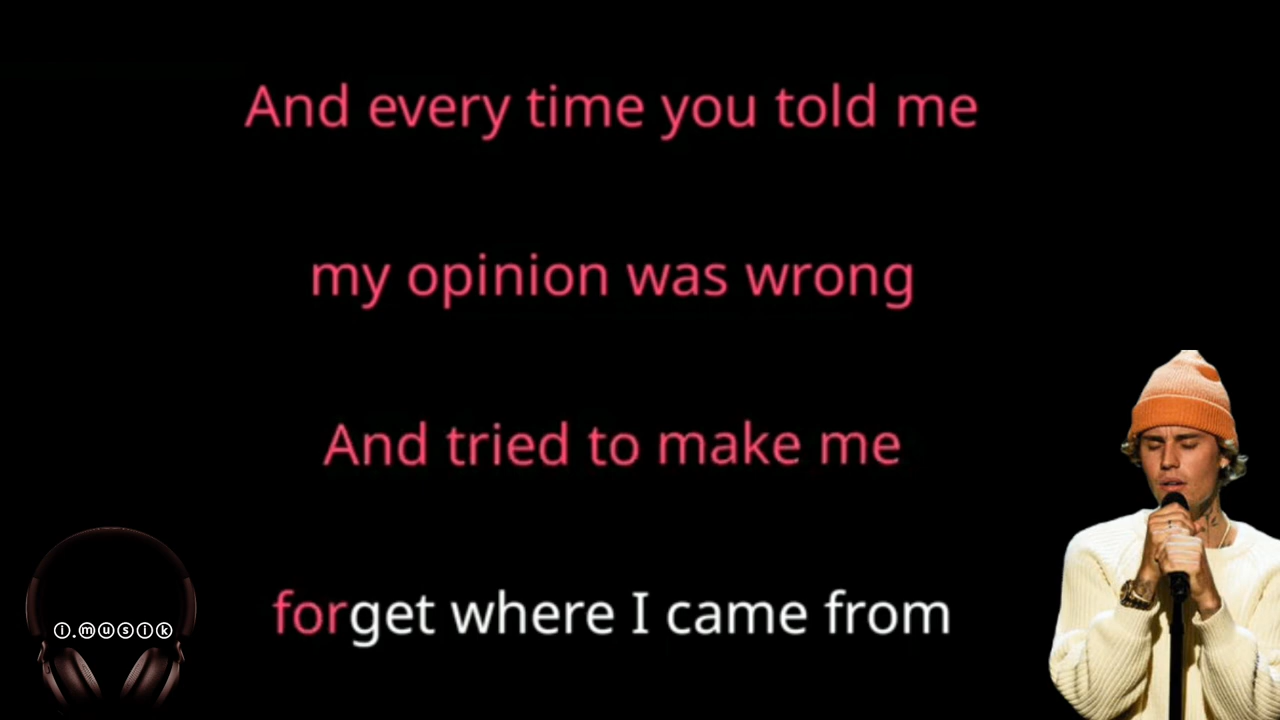 And every time you told me
my opinion was wrong
And tried to make me
forget where I came from
i.musik